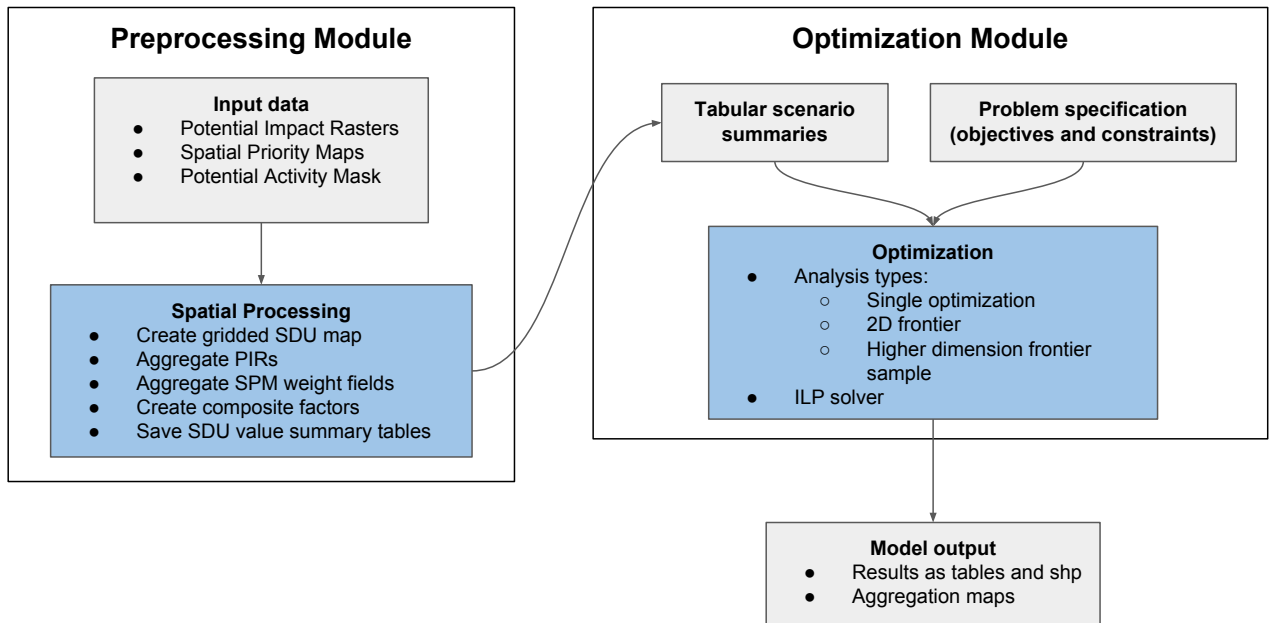 Preprocessing Module
Input data
● Potential Impact Rasters
● Spatial Priority Maps
● Potential Activity Mask
Spatial Processing
● Create gridded SDU map
● Aggregate PIRs
● Aggregate SPM weight fields
● Create composite factors
● Save SDU value summary tables
Optimization Module
Tabular scenario
summaries
Problem specification
(objectives and constraints)
Optimization
● Analysis types:
○ Single optimization
○ 2D frontier
○ Higher dimension frontier
sample
● ILP solver
Model output
● Results as tables and shp
● Aggregation maps